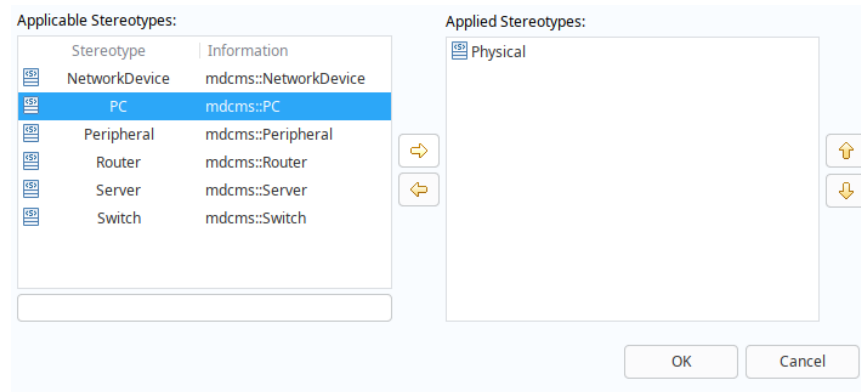 Applicable Stereotypes:
Stereotype Information
NetworkDevice mdcms::NetworkDevice
PC mdcms::PC
Peripheral mdcms::Peripheral
Router mdcms::Router
Server mdcms::Server
Switch mdcms::Switch
Applied Stereotypes:
Physical
OK Cancel